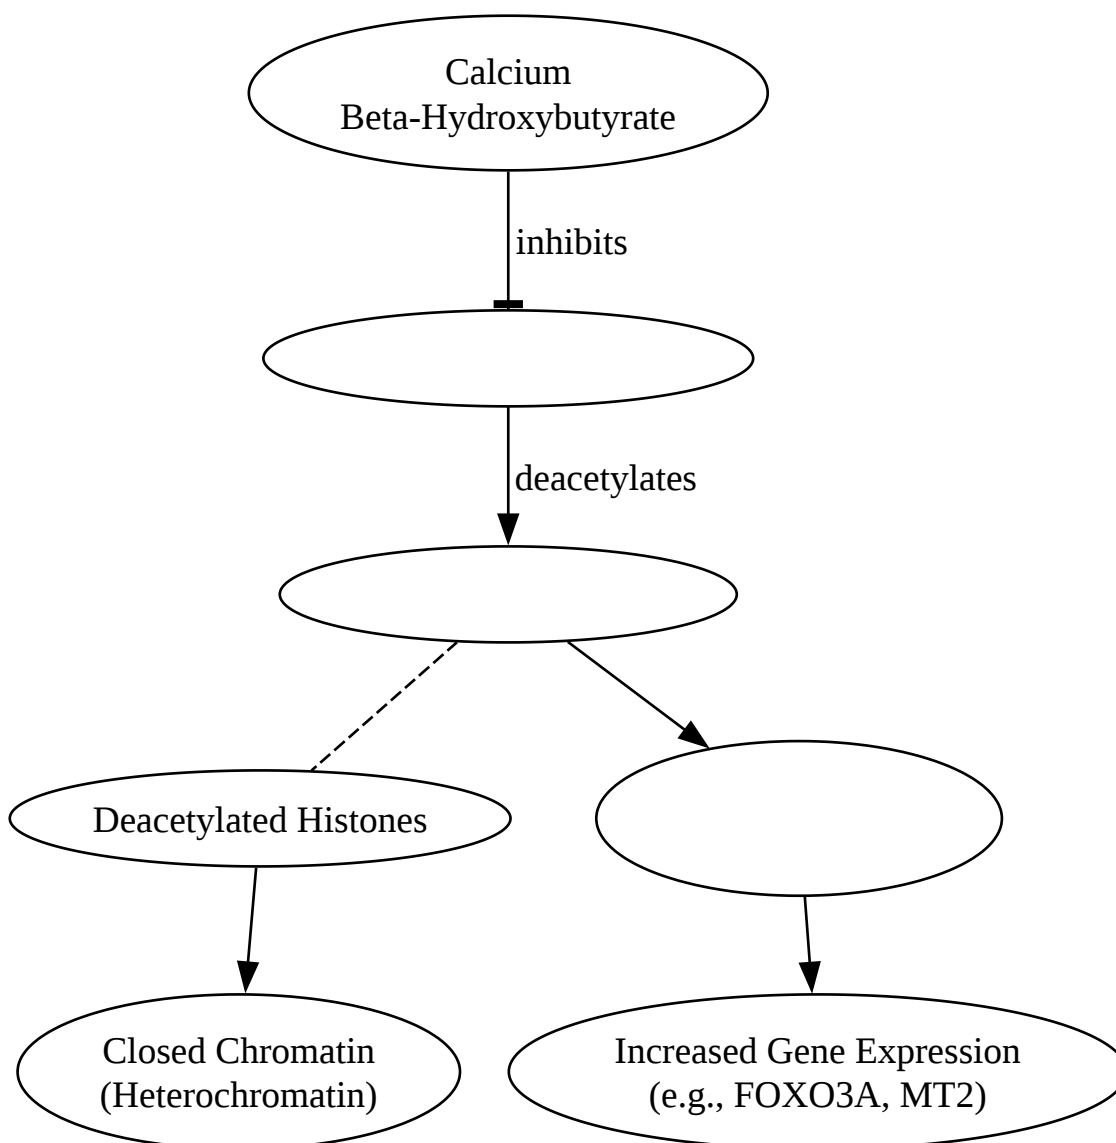 Calcium
Beta-Hydroxybutyrate
inhibits
deacetylates
Deacetylated Histones
Closed Chromatin
(Heterochromatin)
Increased Gene Expression
(e.g., FOXO3A, MT2)